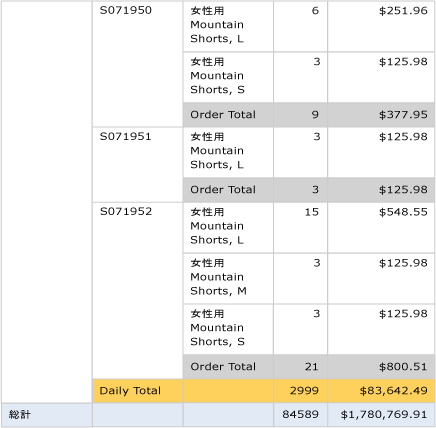 SO71950 女性用 6 $251.96
Mountain
Shorts, L
女性用 3 $125.98
Mountain
Shorts, S
Order Total 9 $377.95
SO71951 女性用 3 $125.98
Mountain
Shorts, L
Order Total 3 $125.98
SO71952 女性用 15 $548.55
Mountain
Shorts, L
女性用 3 $125.98
Mountain
Shorts, M
女性用 3 $125.98
Mountain
Shorts, S
Order Total 21 $800.51
Daily Total 2999 $83,642.49
総計 84589 $1,780,769.91